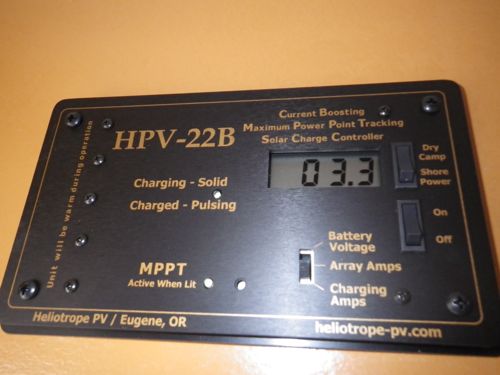 Current Boosting
Maximum Power Point Tracking
Solar Charge Controller
HPV-22B
03.3
Dry
Camp
Shore
Power
Charging - Solid
Charged - Pulsing
On
Off
Battery
Voltage
Array Amps
Charging
Amps
MPPT
Active When Lit
Unit will be warm during operation
Heliotrope PV / Eugene, OR
heliotrope-pv.com